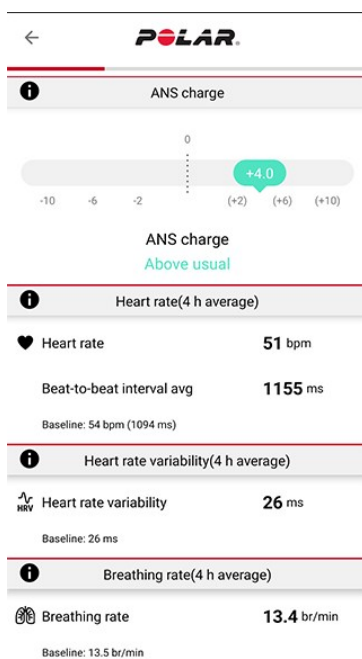 POLAR.
ANS charge
0
+4.0
-10 -6 -2 (+2) (+6) (+10)
ANS charge
Above usual
Heart rate(4 h average)
Heart rate 51 bpm
Beat-to-beat interval avg 1155 ms
Baseline: 54 bpm (1094 ms)
Heart rate variability(4 h average)
HRV Heart rate variability 26 ms
Baseline: 26 ms
Breathing rate(4 h average)
Breathing rate 13.4 br/min
Baseline: 13.5 br/min